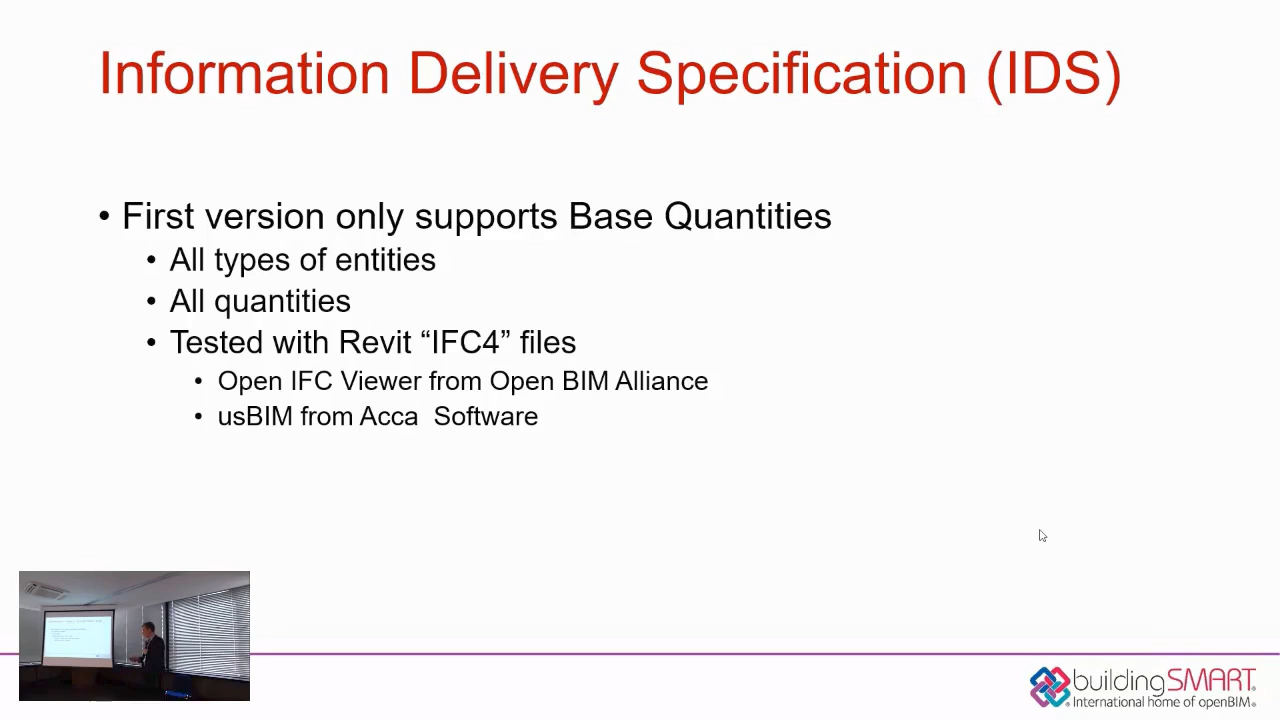 Information Delivery Specification (IDS)
• First version only supports Base Quantities
• All types of entities
• All quantities
• Tested with Revit “IFC4” files
• Open IFC Viewer from Open BIM Alliance
• usBIM from Acca  Software
buildingSMART®
International home of openBIM®